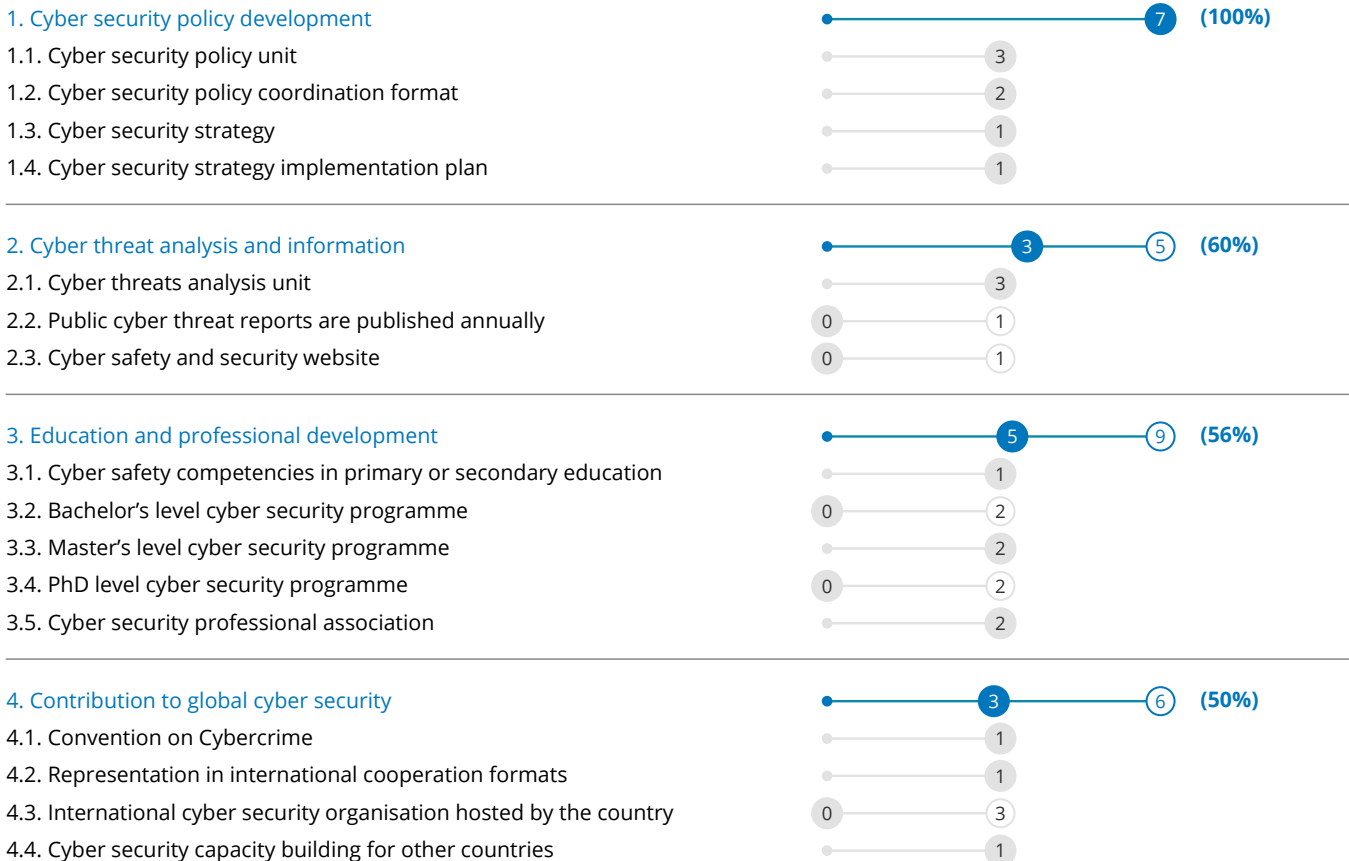 1. Cyber security policy development 7 (100%)
1.1. Cyber security policy unit 3
1.2. Cyber security policy coordination format 2
1.3. Cyber security strategy 1
1.4. Cyber security strategy implementation plan 1
2. Cyber threat analysis and information 3 5 (60%)
2.1. Cyber threats analysis unit 3
2.2. Public cyber threat reports are published annually 0 1
2.3. Cyber safety and security website 0 1
3. Education and professional development 5 9 (56%)
3.1. Cyber safety competencies in primary or secondary education 1
3.2. Bachelor’s level cyber security programme 0 2
3.3. Master’s level cyber security programme 2
3.4. PhD level cyber security programme 0 2
3.5. Cyber security professional association 2
4. Contribution to global cyber security 3 6 (50%)
4.1. Convention on Cybercrime 1
4.2. Representation in international cooperation formats 1
4.3. International cyber security organisation hosted by the country 0 3
4.4. Cyber security capacity building for other countries 1